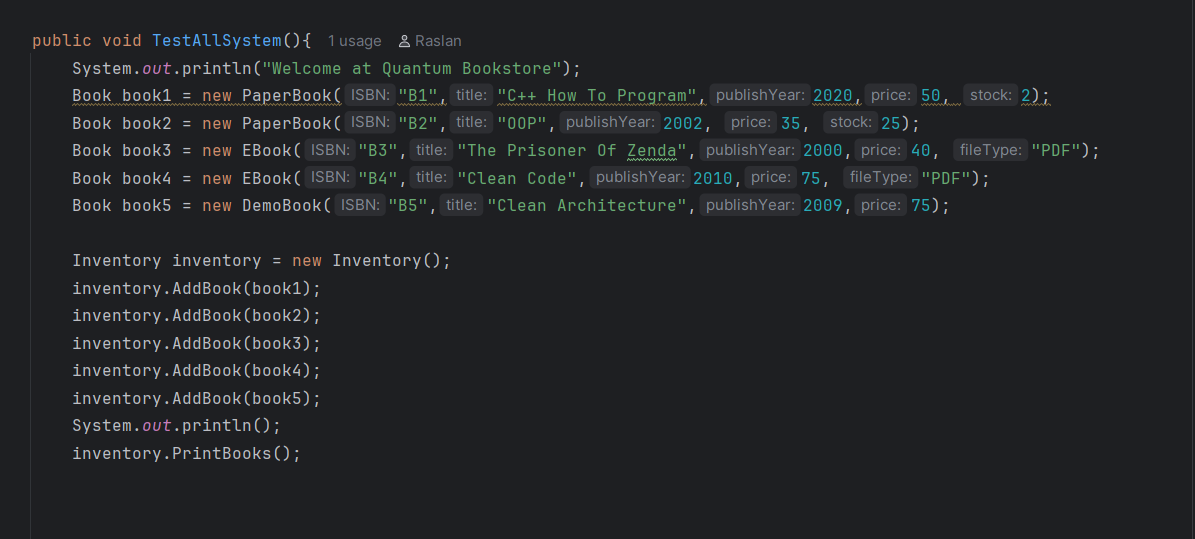 public void TestAllSystem(){ 1 usage Raslan
System.out.println("Welcome at Quantum Bookstore");
Book book1 = new PaperBook( ISBN: "B1", title: "C++ How To Program", publishYear: 2020, price: 50, stock: 2);
Book book2 = new PaperBook( ISBN: "B2", title: "OOP", publishYear: 2002, price: 35, stock: 25);
Book book3 = new EBook( ISBN: "B3", title: "The Prisoner Of Zenda", publishYear: 2000, price: 40, fileType: "PDF");
Book book4 = new EBook( ISBN: "B4", title: "Clean Code", publishYear: 2010, price: 75, fileType: "PDF");
Book book5 = new DemoBook( ISBN: "B5", title: "Clean Architecture", publishYear: 2009, price: 75);
Inventory inventory = new Inventory();
inventory.AddBook(book1);
inventory.AddBook(book2);
inventory.AddBook(book3);
inventory.AddBook(book4);
inventory.AddBook(book5);
System.out.println();
inventory.PrintBooks();